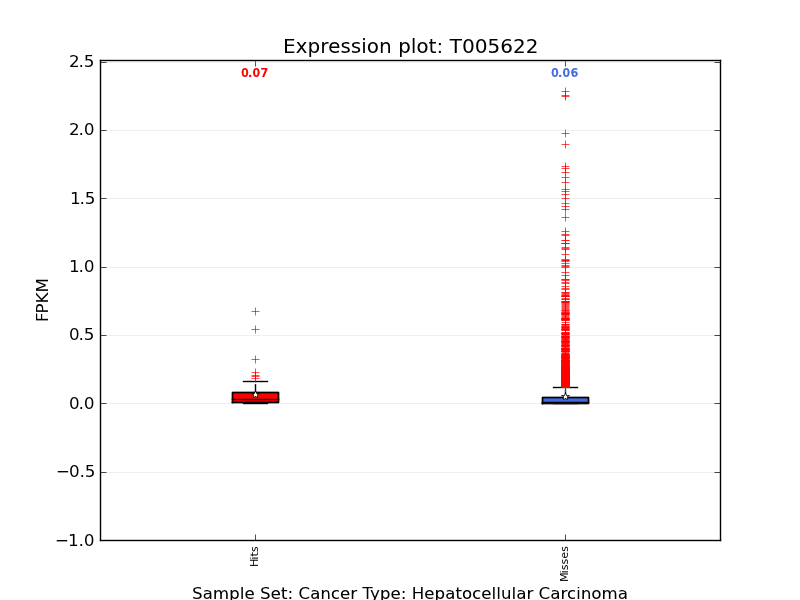 Expression plot: T005622
0.07
0.06
2.5
2.0
1.5
1.0
0.5
0.0
−0.5
−1.0
FPKM
Hits
Misses
Sample Set: Cancer Type: Hepatocellular Carcinoma